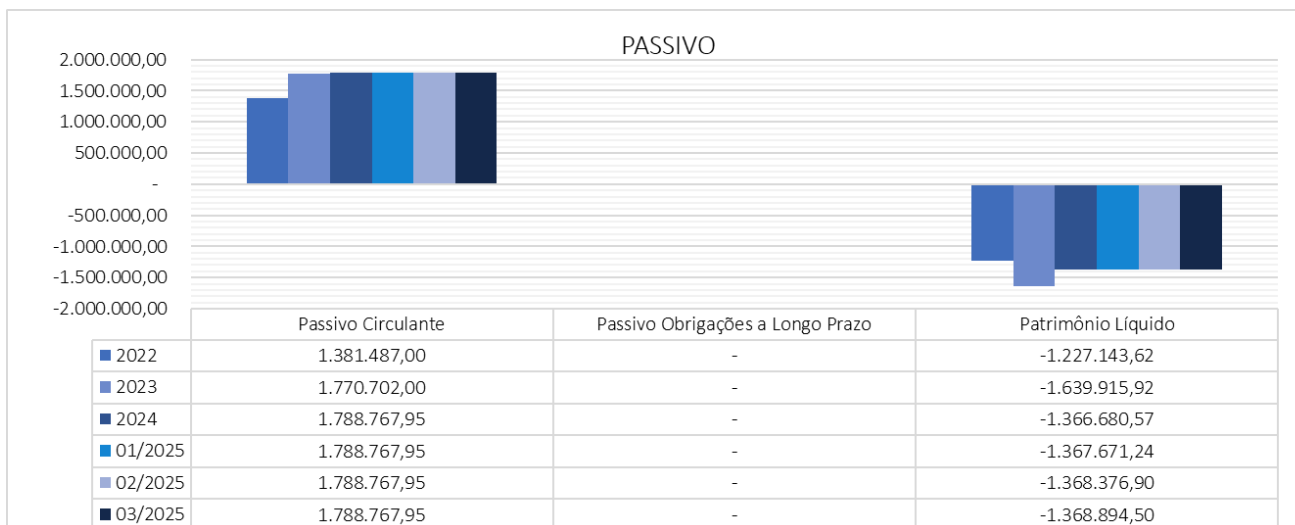 PASSIVO
2.000.000,00
1.500.000,00
1.000.000,00
500.000,00
-
-500.000,00
-1.000.000,00
-1.500.000,00
-2.000.000,00
Passivo Circulante Passivo Obrigações a Longo Prazo Patrimônio Líquido
2022 1.381.487,00 - -1.227.143,62
2023 1.770.702,00 - -1.639.915,92
2024 1.788.767,95 - -1.366.680,57
01/2025 1.788.767,95 - -1.367.671,24
02/2025 1.788.767,95 - -1.368.376,90
03/2025 1.788.767,95 - -1.368.894,50